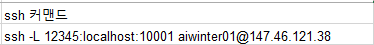 ssh 커맨드
ssh -L 12345:localhost:10001 aiwinter01@147.46.121.38